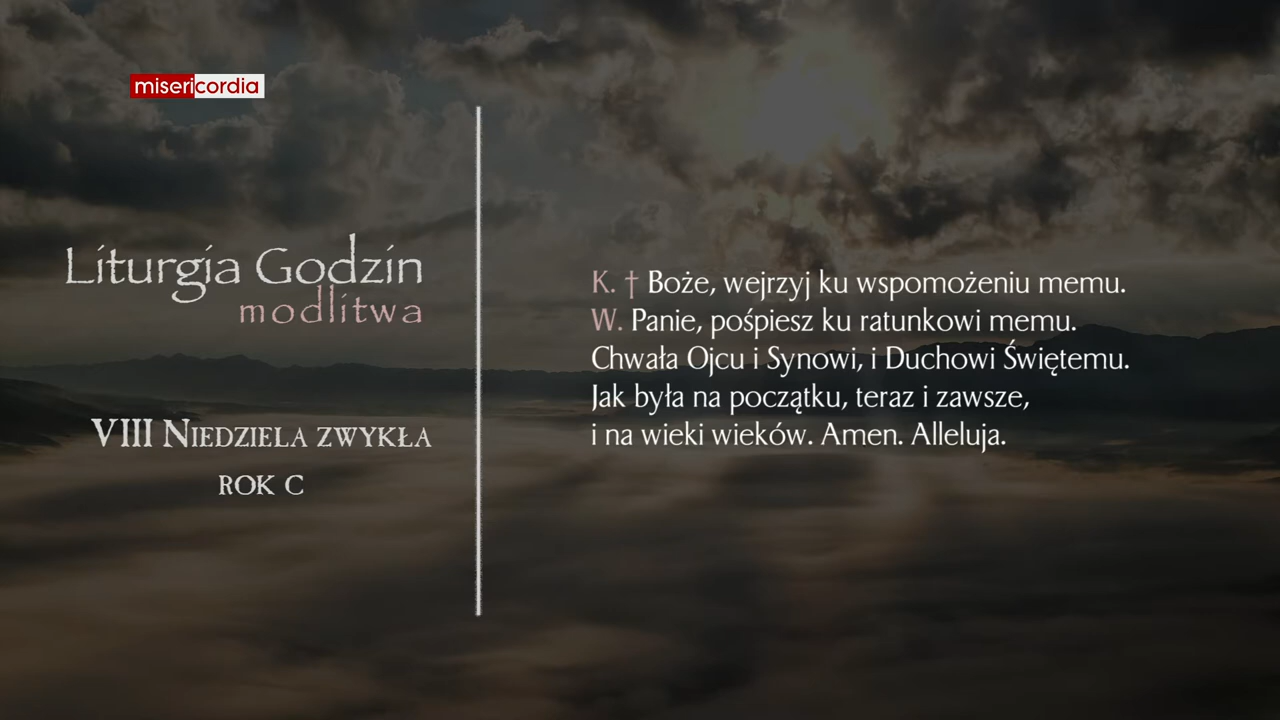 misericordia
Liturgia Godzin
modlitwa
VIII Niedziela zwykła
rok C
K. † Boże, wejrzyj ku wspomożeniu memu.
W. Panie, pośpiesz ku ratunkowi memu.
Chwała Ojcu i Synowi, i Duchowi Świętemu.
Jak była na początku, teraz i zawsze,
i na wieki wieków. Amen. Alleluja.